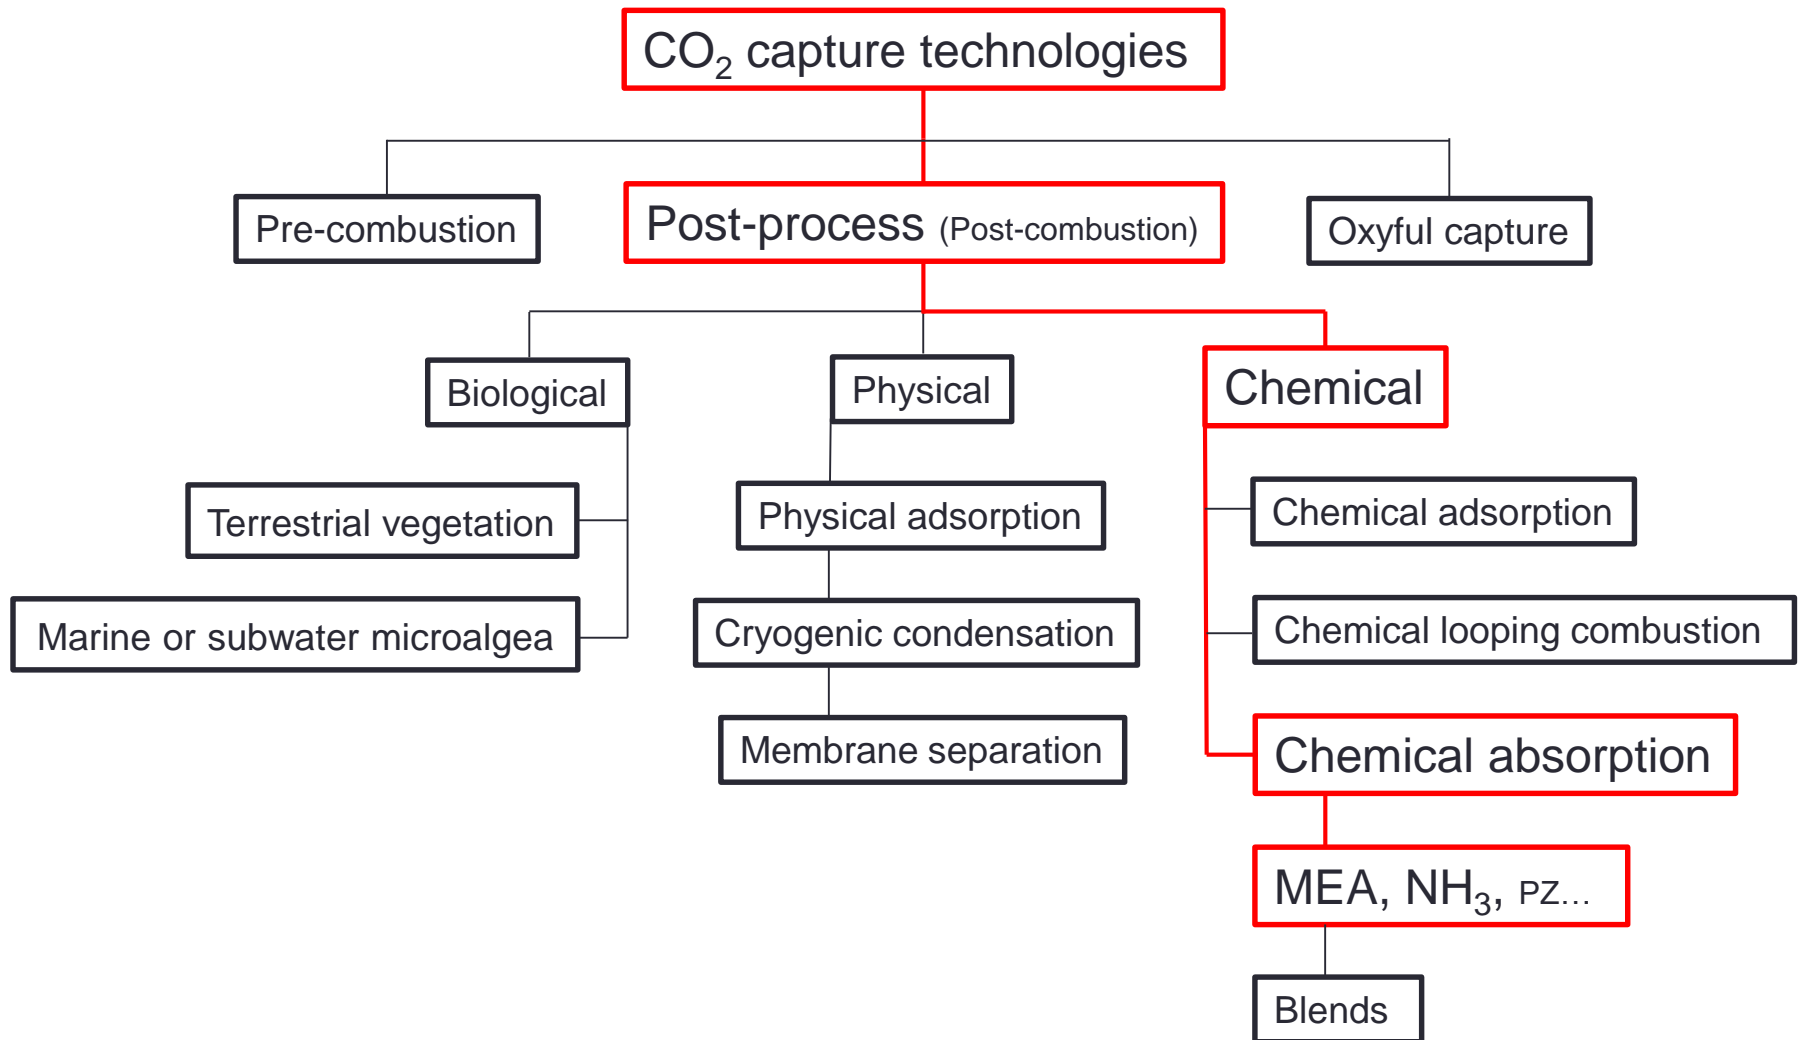 CO₂ capture technologies
Pre-combustion
Post-process (Post-combustion)
Oxyful capture
Biological
Physical
Chemical
Terrestrial vegetation
Physical adsorption
Chemical adsorption
Marine or subwater microalgea
Cryogenic condensation
Chemical looping combustion
Membrane separation
Chemical absorption
MEA, NH₃, PZ...
Blends